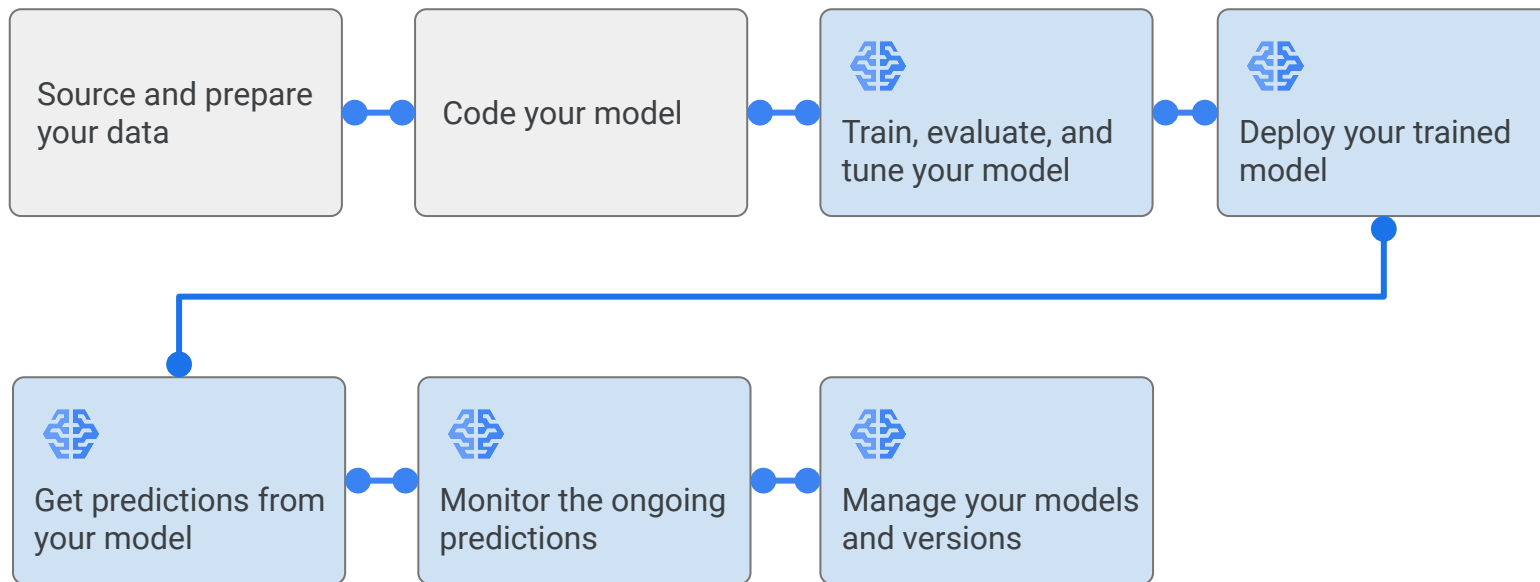 Source and prepare
your data
Code your model
Train, evaluate, and
tune your model
Deploy your trained
model
Get predictions from
your model
Monitor the ongoing
predictions
Manage your models
and versions